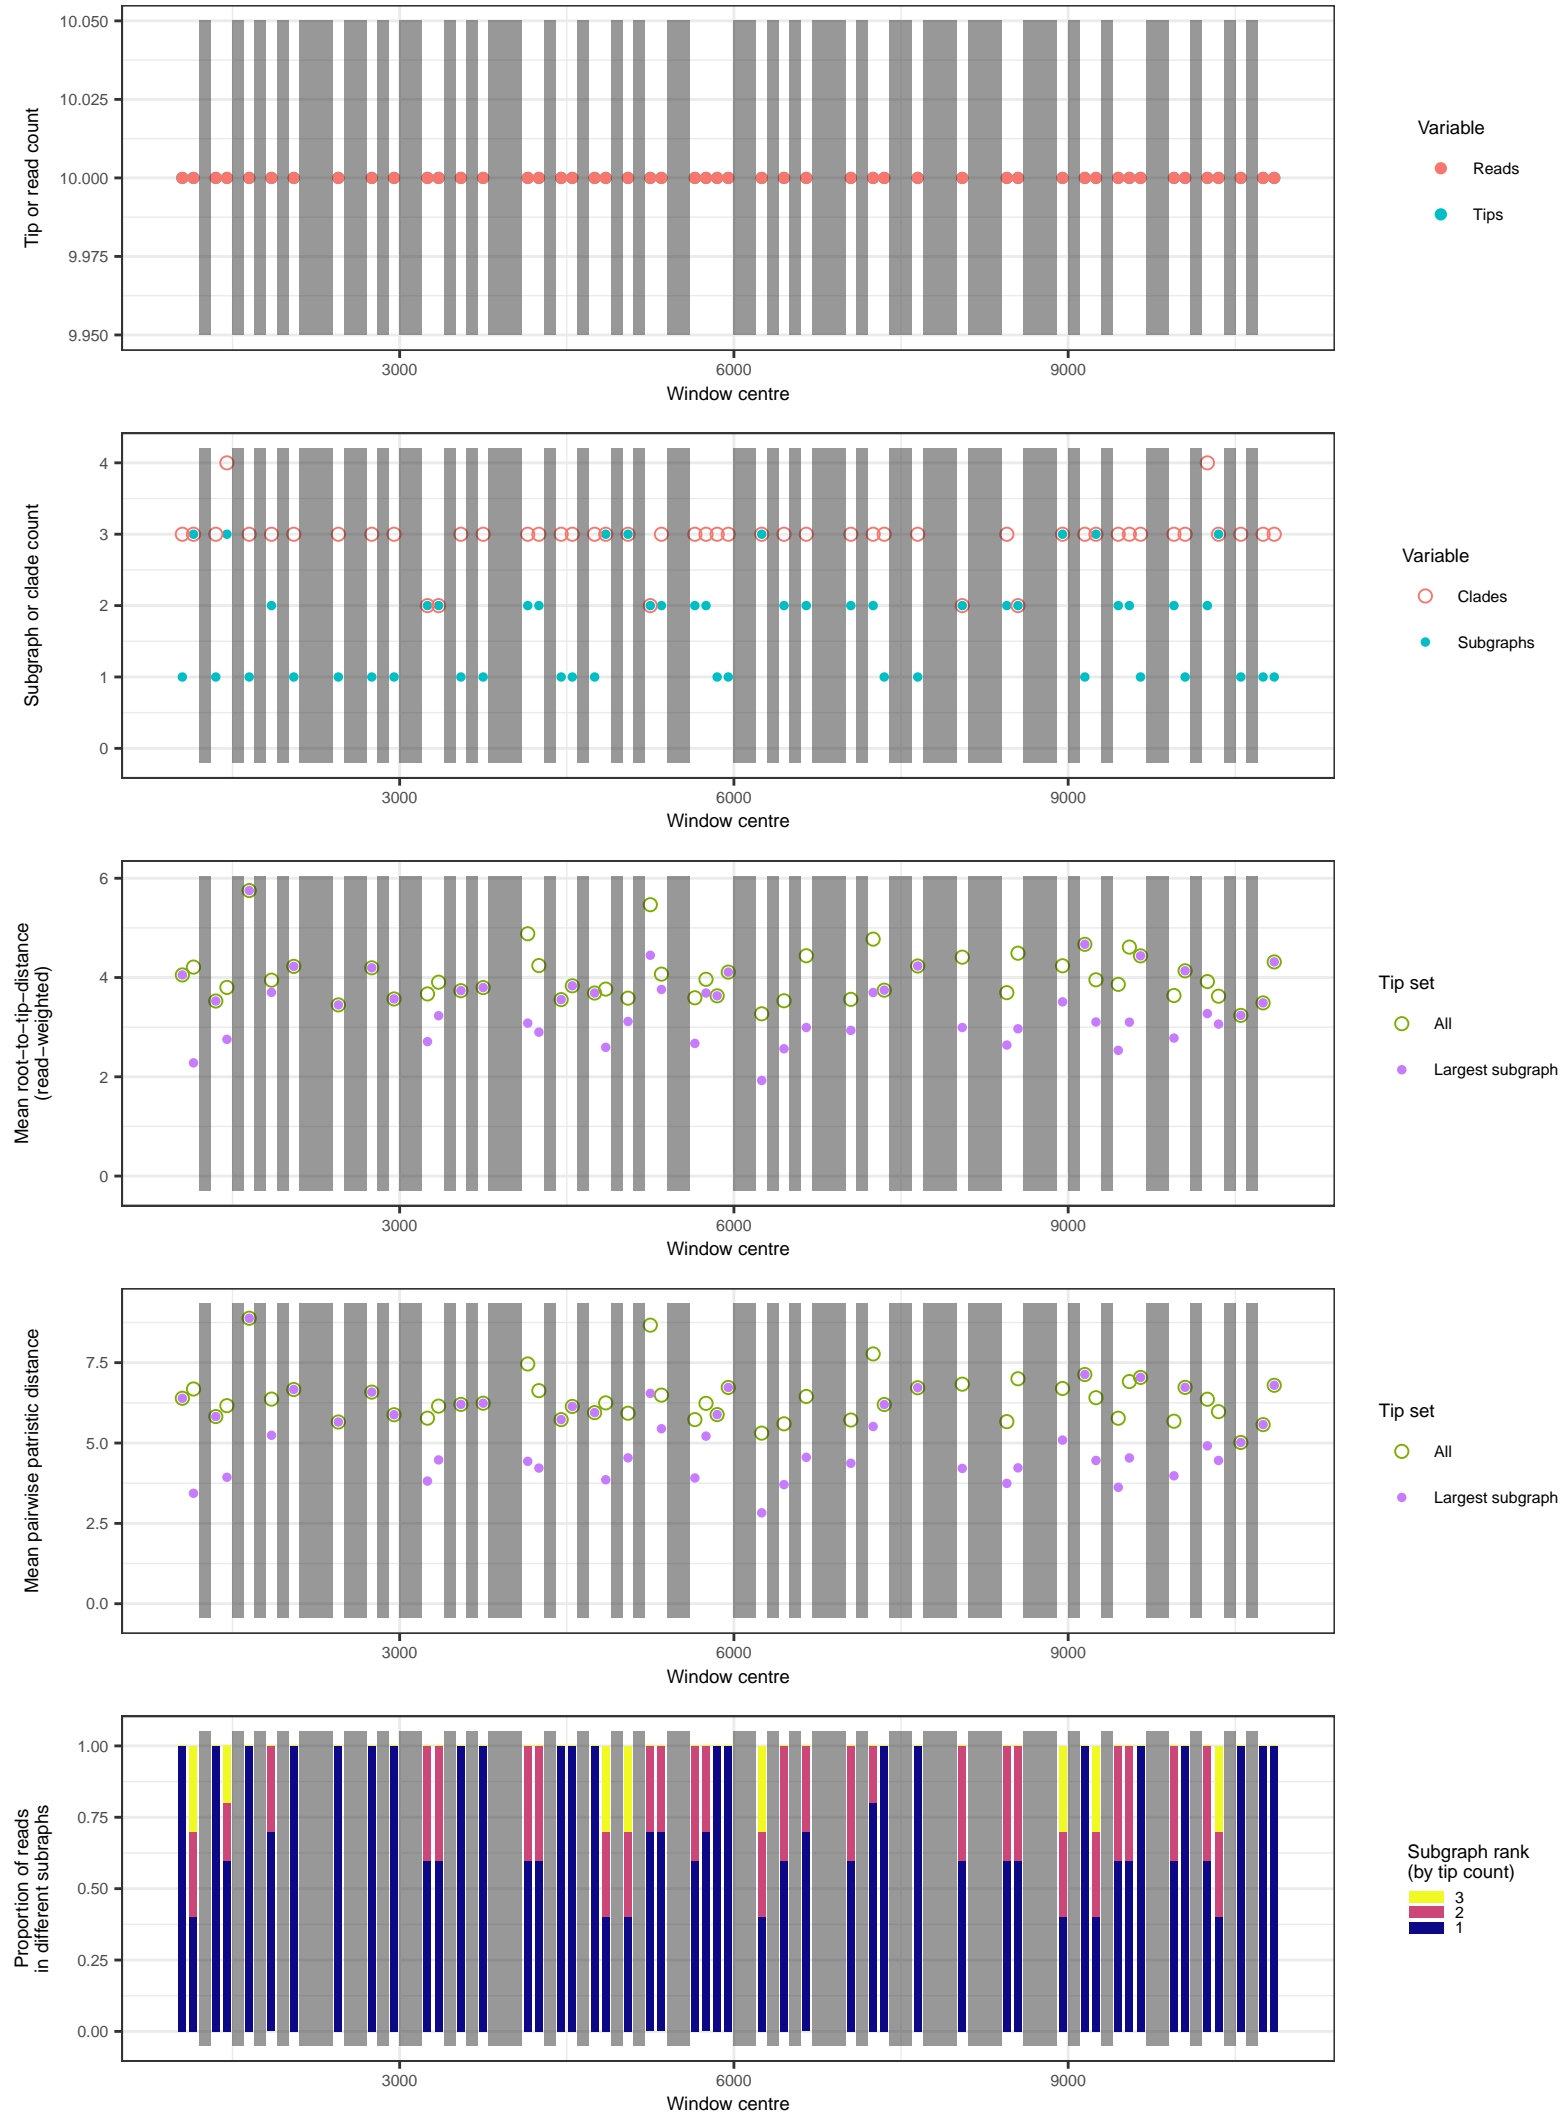 10.050
10.025
10.000
9.975
9.950
Tip or read count
3000 6000 9000
Window centre
Variable
Reads
Tips
4
3
2
1
0
Subgraph or clade count
3000 6000 9000
Window centre
Variable
Clades
Subgraphs
6
4
2
0
Mean root−to−tip−distance
(read−weighted)
3000 6000 9000
Window centre
Tip set
All
Largest subgraph
7.5
5.0
2.5
0.0
Mean pairwise patristic distance
3000 6000 9000
Window centre
Tip set
All
Largest subgraph
1.00
0.75
0.50
0.25
0.00
Proportion of reads
in different subraphs
3000 6000 9000
Window centre
Subgraph rank
(by tip count)
3
2
1